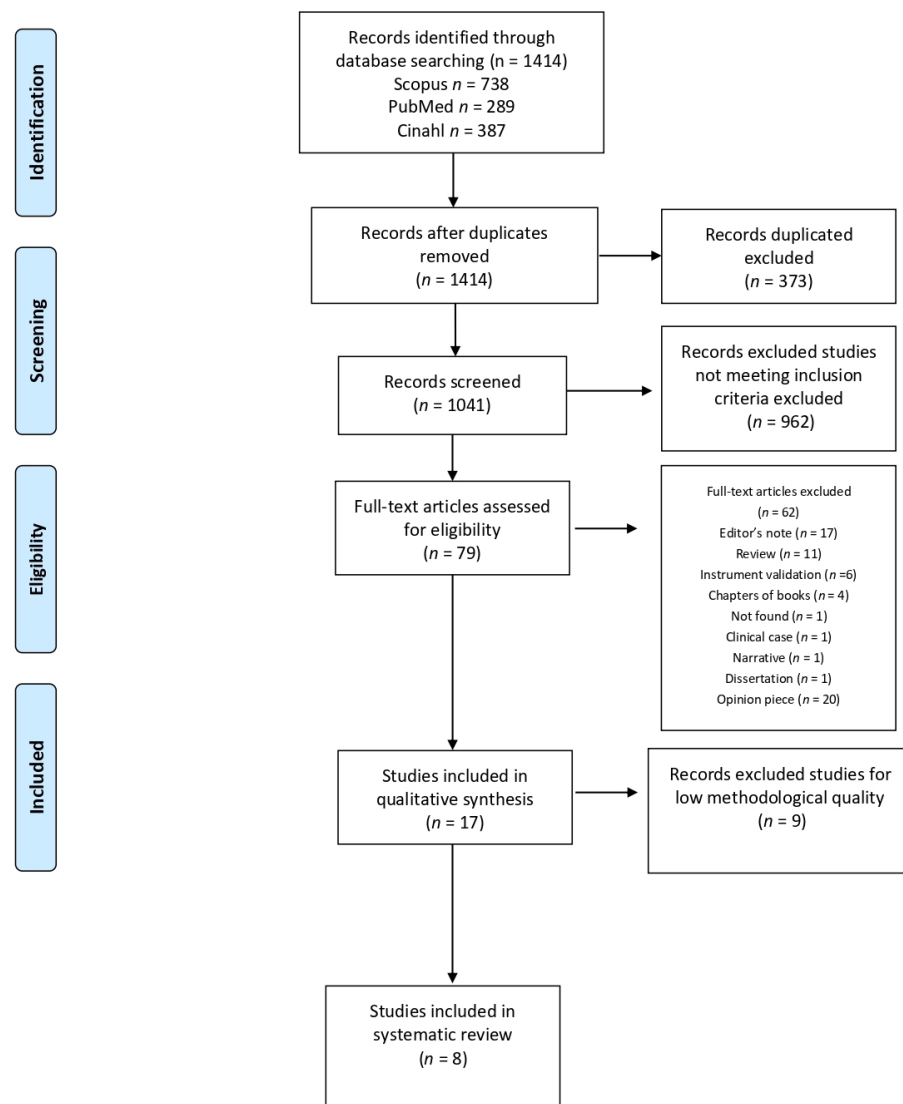 Identification
Records identified through
database searching (n = 1414)
Scopus n = 738
PubMed n = 289
Cinahl n = 387
Screening
Records after duplicates
removed
(n = 1414)
Records duplicated
excluded
(n = 373)
Records screened
(n = 1041)
Records excluded studies
not meeting inclusion
criteria excluded
(n = 962)
Eligibility
Full-text articles assessed
for eligibility
(n = 79)
Full-text articles excluded
(n = 62)
Editor’s note (n = 17)
Review (n = 11)
Instrument validation (n =6)
Chapters of books (n = 4)
Not found (n = 1)
Clinical case (n = 1)
Narrative (n = 1)
Dissertation (n = 1)
Opinion piece (n = 20)
Included
Studies included in
qualitative synthesis
(n = 17)
Records excluded studies for
low methodological quality
(n = 9)
Studies included in
systematic review
(n = 8)